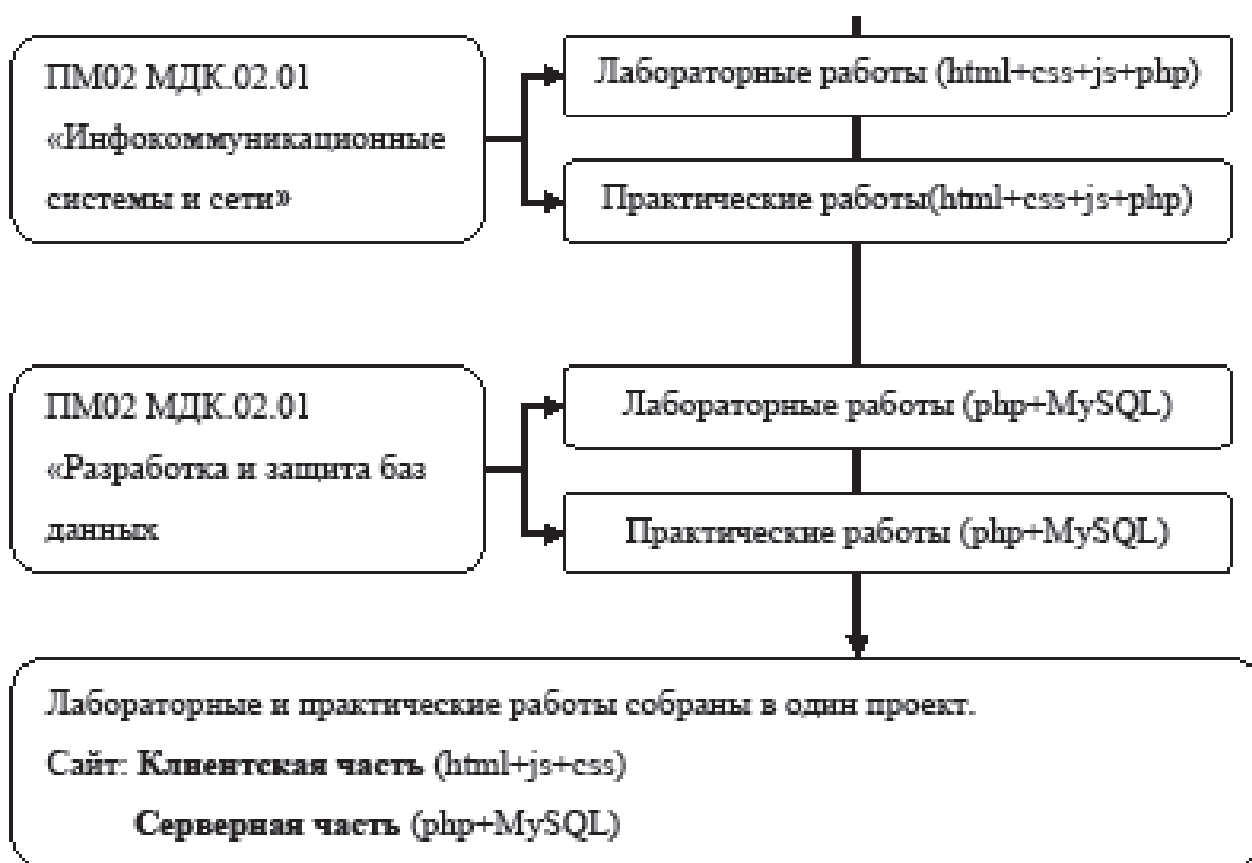 ПМ02 МДК.02.01
«Инфокоммуникационные
системы и сети»
Лабораторные работы (html+css+js+php)
Практические работы(html+css+js+php)
ПМ02 МДК.02.01
«Разработка и защита баз
данных
Лабораторные работы (php+MySQL)
Практические работы (php+MySQL)
Лабораторные и практические работы собраны в один проект.
Сайт: Клиентская часть (html+js+css)
Серверная часть (php+MySQL)